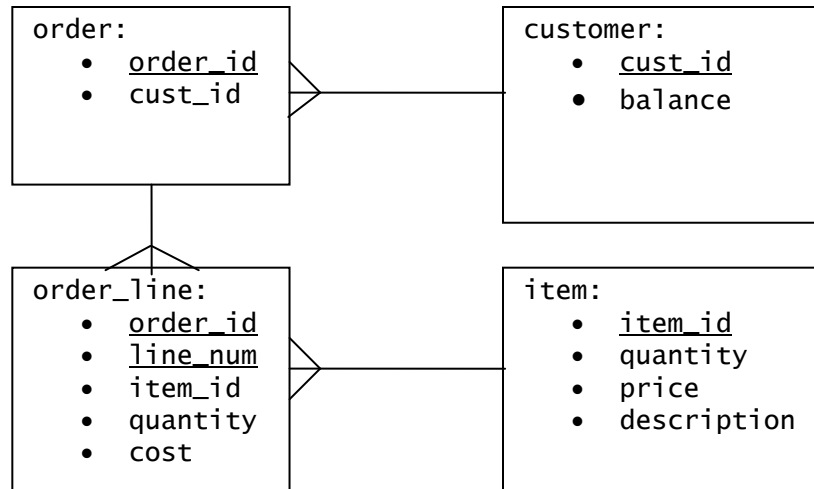 order:
• order_id
• cust_id
customer:
• cust_id
• balance
order_line:
• order_id
• line_num
• item_id
• quantity
• cost
item:
• item_id
• quantity
• price
• description